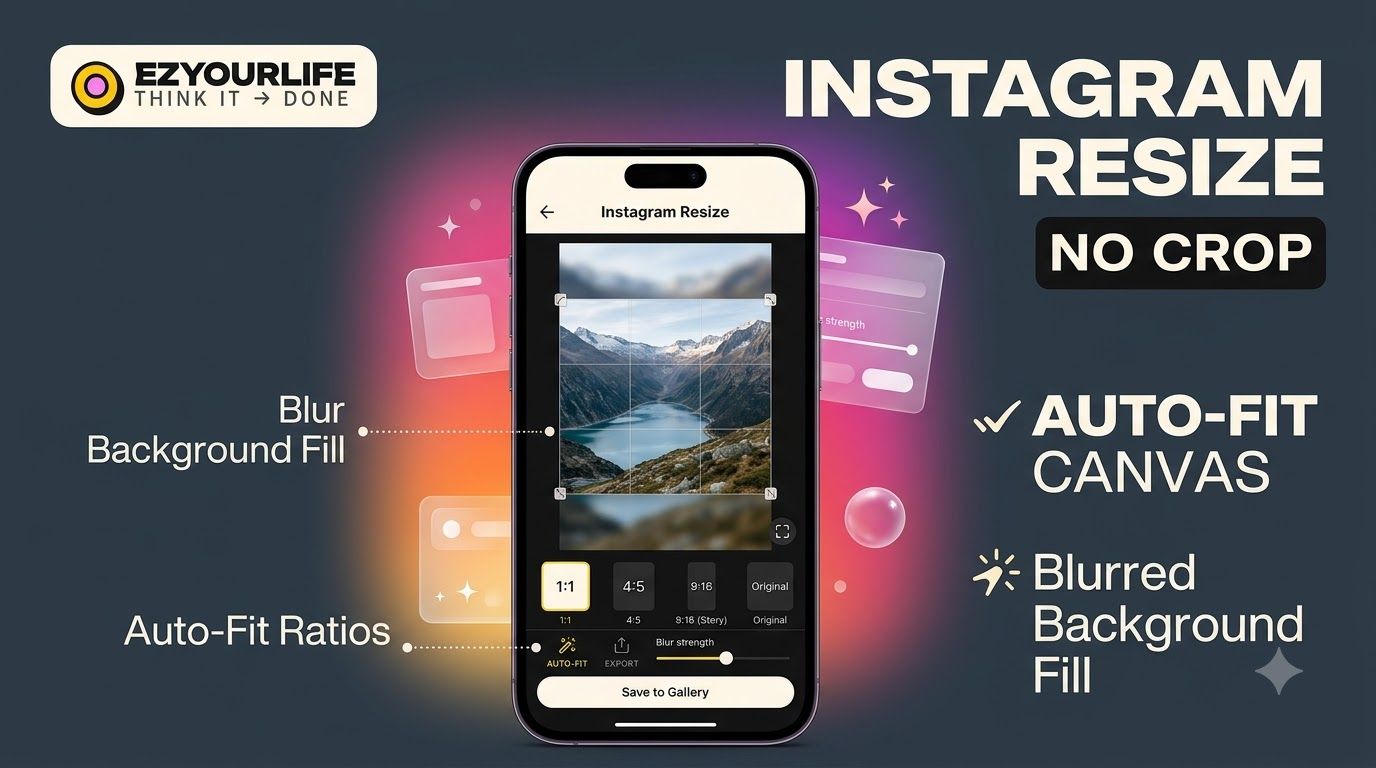 EZYOURLIFE
THINK IT → DONE
INSTAGRAM
RESIZE
NO CROP
Instagram Resize
strength
Blur
Background Fill
AUTO-FIT
CANVAS
Blurred
Background
Fill
1:1
4:5
9:16
Original
1:1
4:5
9:16 (Stery)
Original
Auto-Fit Ratios
AUTO-FIT
EXPORT
Blur strength
Save to Gallery